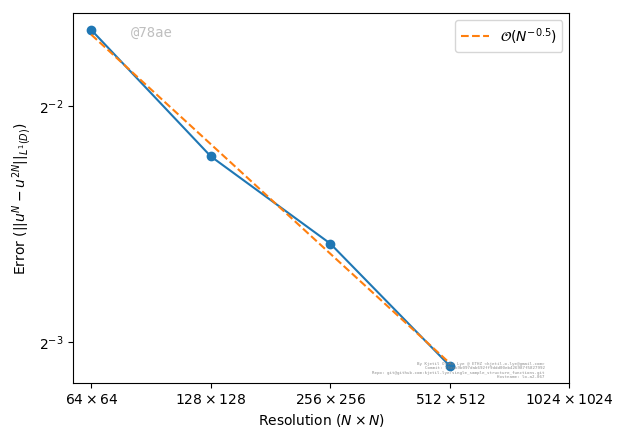 @78ae
𝒪(N^{-0.5})
2^{-2}
2^{-3}
Error (||u^N − u^{2N}||_{L^1(D)})
64 × 64 128 × 128 256 × 256 512 × 512 1024 × 1024
Resolution (N × N)